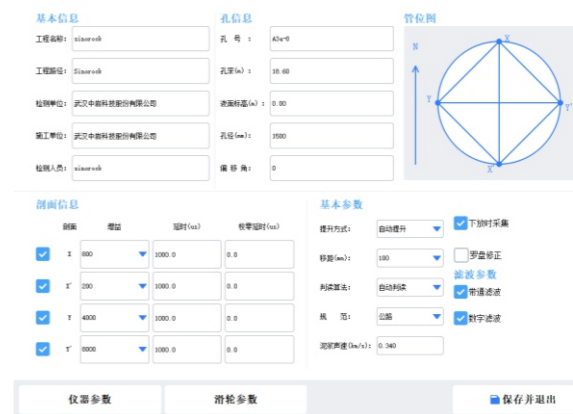 基本信息
工程名称: sinorock
工程路径: Sinorock
检测单位: 武汉中岩科技股份有限公司
施工单位: 武汉中岩科技股份有限公司
检测人员: sinorock
孔信息
孔 号 : A3a-8
孔深(m) : 18.60
液面标高(m) : 0.00
孔径(mm): 1500
偏 移 角: 0
管位图
N
X
Y
Y'
X'
剖面信息
剖面 增益 延时(us) 校零延时(us)
X 800 1000.0 0.0
X' 200 1000.0 0.0
Y 4000 1000.0 0.0
Y' 8000 1000.0 0.0
基本参数
提升方式: 自动提升
移距(mm): 100
判读算法: 自动判读
规 范: 公路
泥浆声速(km/s): 0.340
下放时采集
罗盘修正
滤波参数
带通滤波
数字滤波
仪器参数
滑轮参数
保存并退出